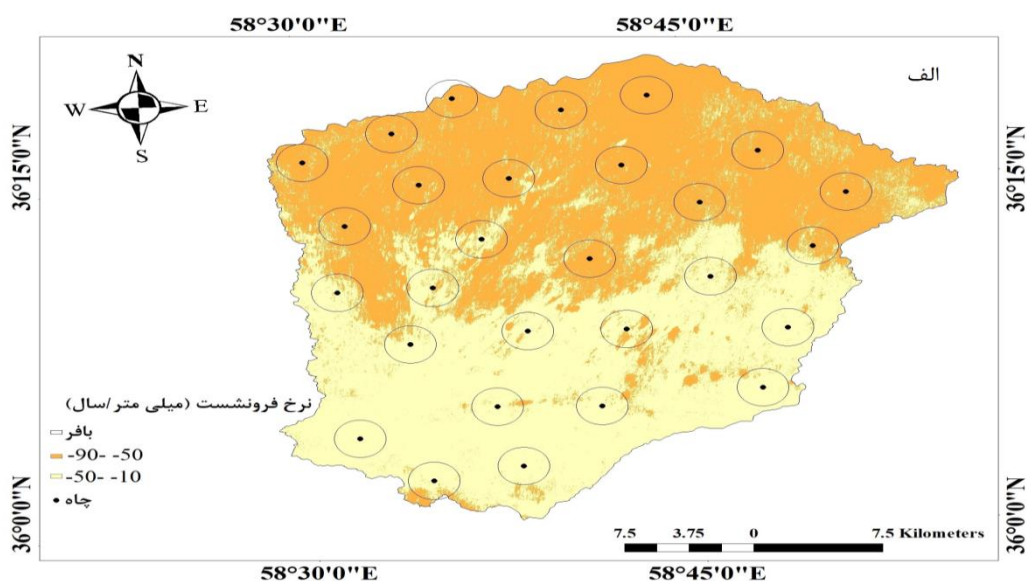 58°30'0"E 58°45'0"E
الف
N
W E
S
36°15'0"N 36°15'0"N
نرخ فرونشست (میلی متر/سال)
بافر
-90- -50
-50- -10
چاه
36°0'0"N 36°0'0"N
7.5 3.75 0 7.5 Kilometers
58°30'0"E 58°45'0"E